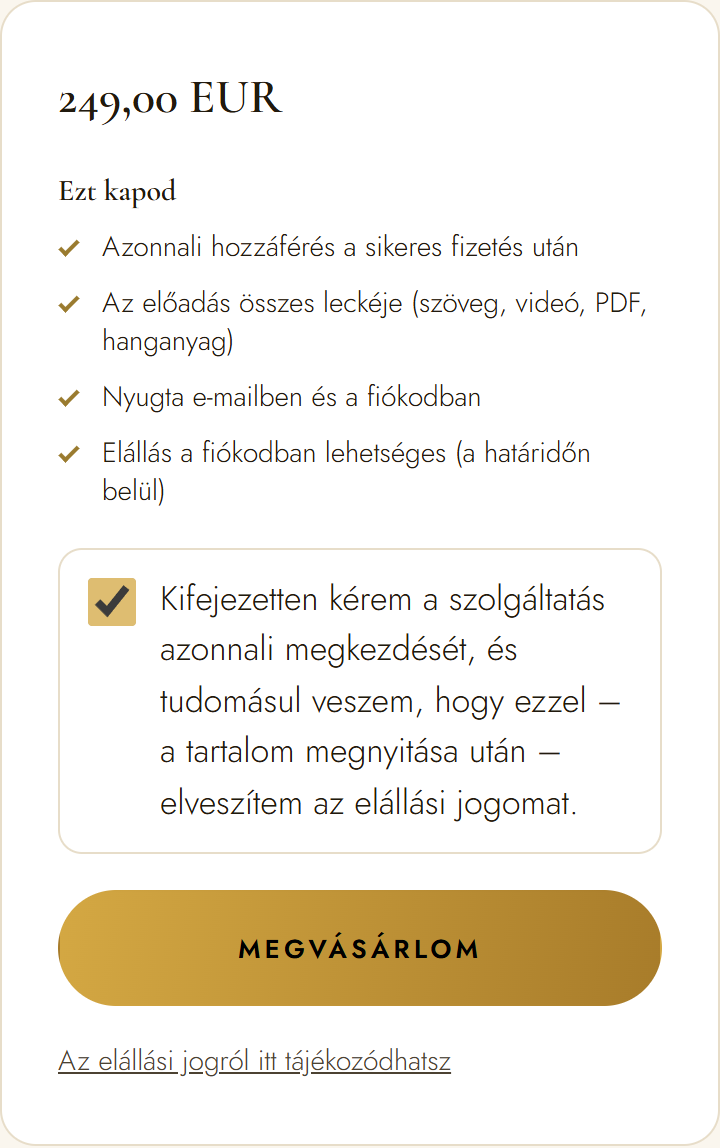 249,00 EUR
Ezt kapod
Azonnali hozzáférés a sikeres fizetés után
Az előadás összes leckéje (szöveg, videó, PDF,
hanganyag)
Nyugta e-mailben és a fiókodban
Elállás a fiókodban lehetséges (a határidőn
belül)
Kifejezetten kérem a szolgáltatás
azonnali megkezdését, és
tudomásul veszem, hogy ezzel –
a tartalom megnyitása után –
elveszítem az elállási jogomat.
MEGVÁSÁRLOM
Az elállási jogról itt tájékozódhatsz